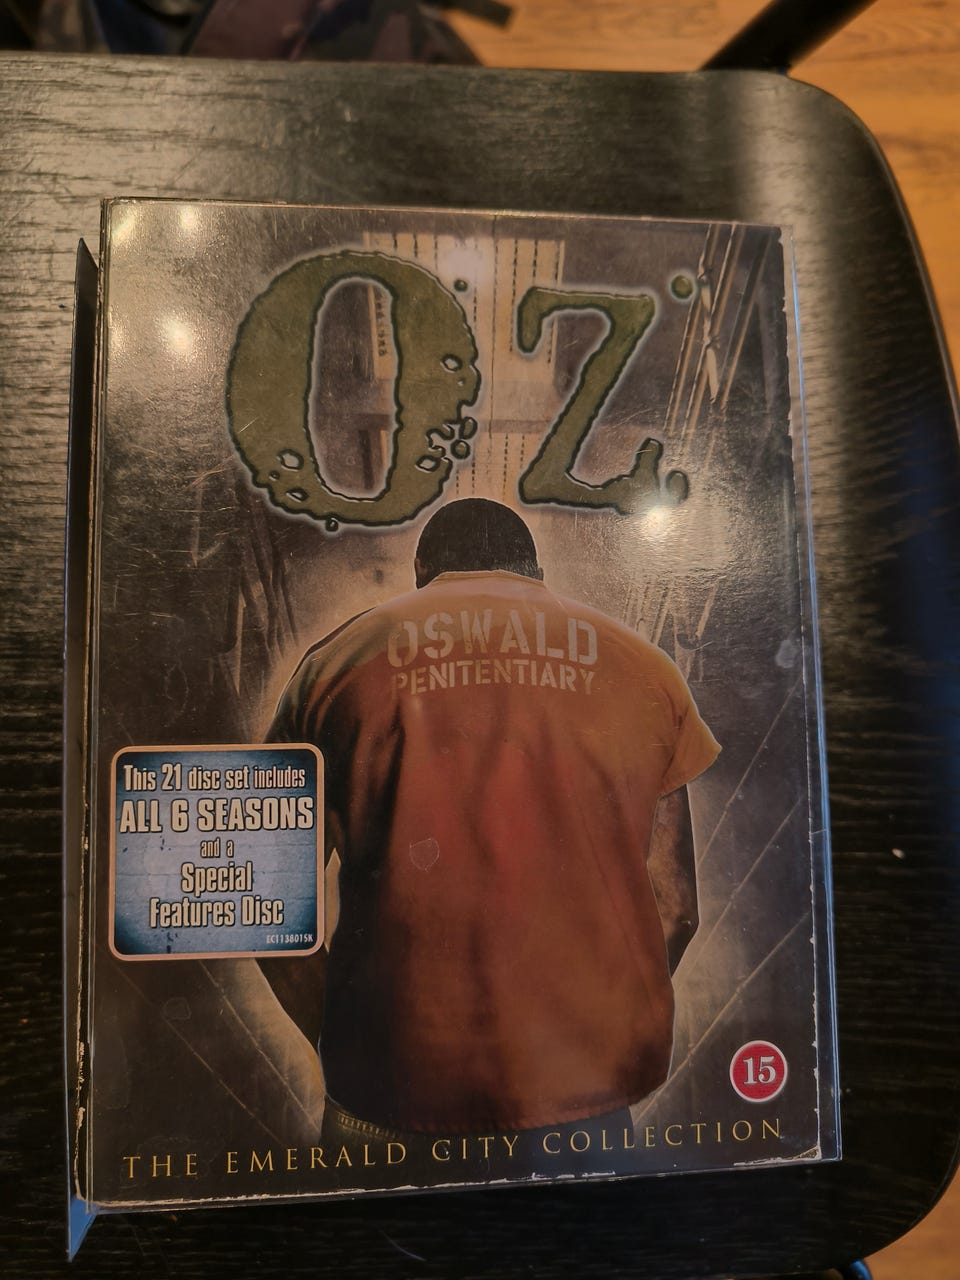 OZ
OSWALD
PENITENTIARY
This 21 disc set includes
ALL 6 SEASONS
and a
Special
Features Disc
EC113801SK
15
THE EMERALD CITY COLLECTION